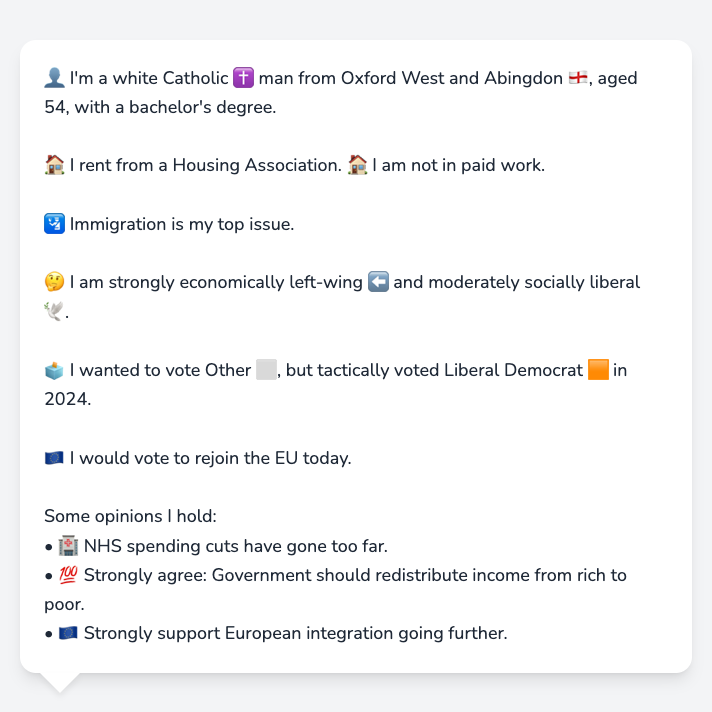 👤 I'm a white Catholic ✝️ man from Oxford West and Abingdon 🏴󠁧󠁢󠁥󠁮󠁧󠁿, aged
54, with a bachelor's degree.
🏠 I rent from a Housing Association. 🏠 I am not in paid work.
🛂 Immigration is my top issue.
🤔 I am strongly economically left-wing ⬅️ and moderately socially liberal
🕊️.
🗳️ I wanted to vote Other ⬜, but tactically voted Liberal Democrat 🟧 in
2024.
🇪🇺 I would vote to rejoin the EU today.
Some opinions I hold:
• 🏥 NHS spending cuts have gone too far.
• 💯 Strongly agree: Government should redistribute income from rich to
poor.
• 🇪🇺 Strongly support European integration going further.